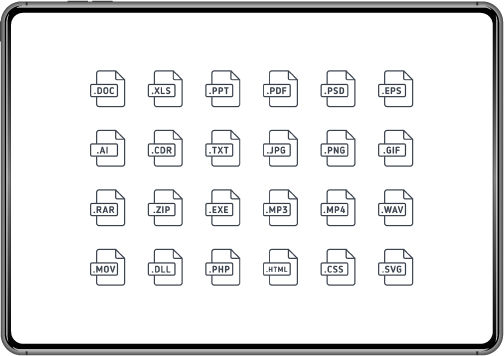 .DOC .XLS .PPT .PDF .PSD .EPS
.AI .CDR .TXT .JPG .PNG .GIF
.RAR .ZIP .EXE .MP3 .MP4 .WAV
.MOV .DLL .PHP .HTML .CSS .SVG